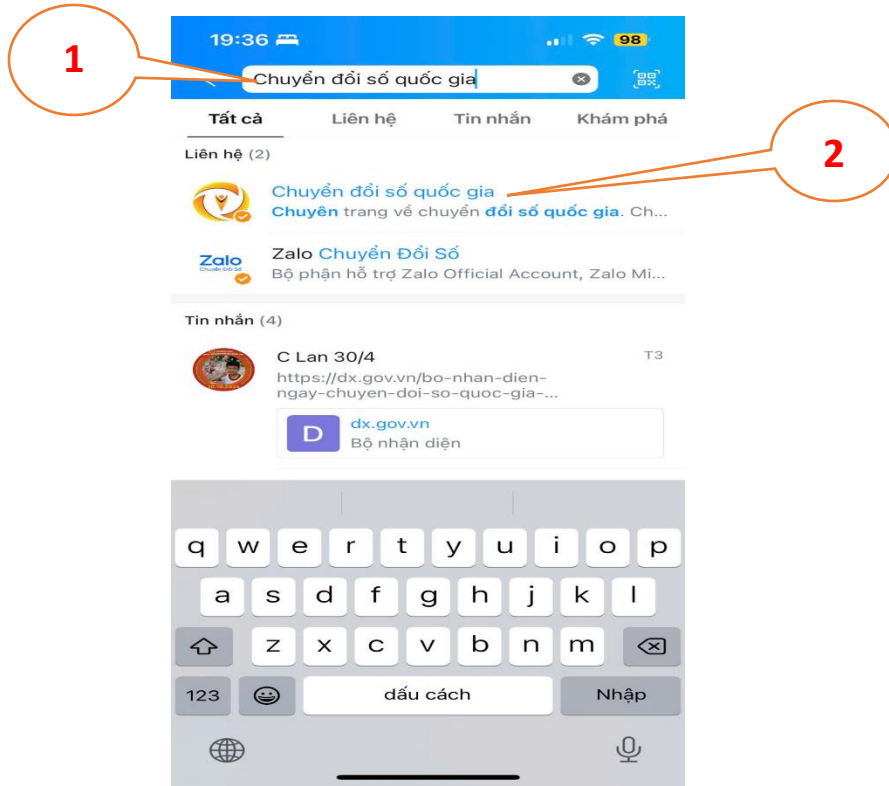 1
19:36
98
Chuyển đổi số quốc gia
Tất cả Liên hệ Tin nhắn Khám phá
Liên hệ (2)
2
Chuyển đổi số quốc gia
Chuyên trang về chuyển đổi số quốc gia. Ch...
Zalo Chuyển Đổi Số
Zalo
Chuyển Đổi Số
Bộ phận hỗ trợ Zalo Official Account, Zalo Mi...
Tin nhắn (4)
C Lan 30/4 T3
https://dx.gov.vn/bo-nhan-dien-
ngay-chuyen-doi-so-quoc-gia-...
D
dx.gov.vn
Bộ nhận diện
q w e r t y u i o p
a s d f g h j k l
z x c v b n m
123 dấu cách Nhập